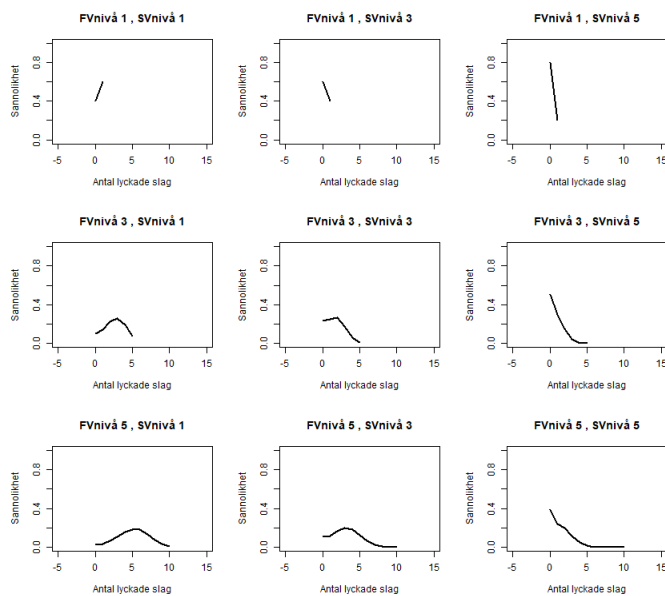 FVnivå 1 , SVnivå 1
Sannolikhet
0.0 0.4 0.8
-5 0 5 10 15
Antal lyckade slag
FVnivå 1 , SVnivå 3
Sannolikhet
0.0 0.4 0.8
-5 0 5 10 15
Antal lyckade slag
FVnivå 1 , SVnivå 5
Sannolikhet
0.0 0.4 0.8
-5 0 5 10 15
Antal lyckade slag
FVnivå 3 , SVnivå 1
Sannolikhet
0.0 0.4 0.8
-5 0 5 10 15
Antal lyckade slag
FVnivå 3 , SVnivå 3
Sannolikhet
0.0 0.4 0.8
-5 0 5 10 15
Antal lyckade slag
FVnivå 3 , SVnivå 5
Sannolikhet
0.0 0.4 0.8
-5 0 5 10 15
Antal lyckade slag
FVnivå 5 , SVnivå 1
Sannolikhet
0.0 0.4 0.8
-5 0 5 10 15
Antal lyckade slag
FVnivå 5 , SVnivå 3
Sannolikhet
0.0 0.4 0.8
-5 0 5 10 15
Antal lyckade slag
FVnivå 5 , SVnivå 5
Sannolikhet
0.0 0.4 0.8
-5 0 5 10 15
Antal lyckade slag